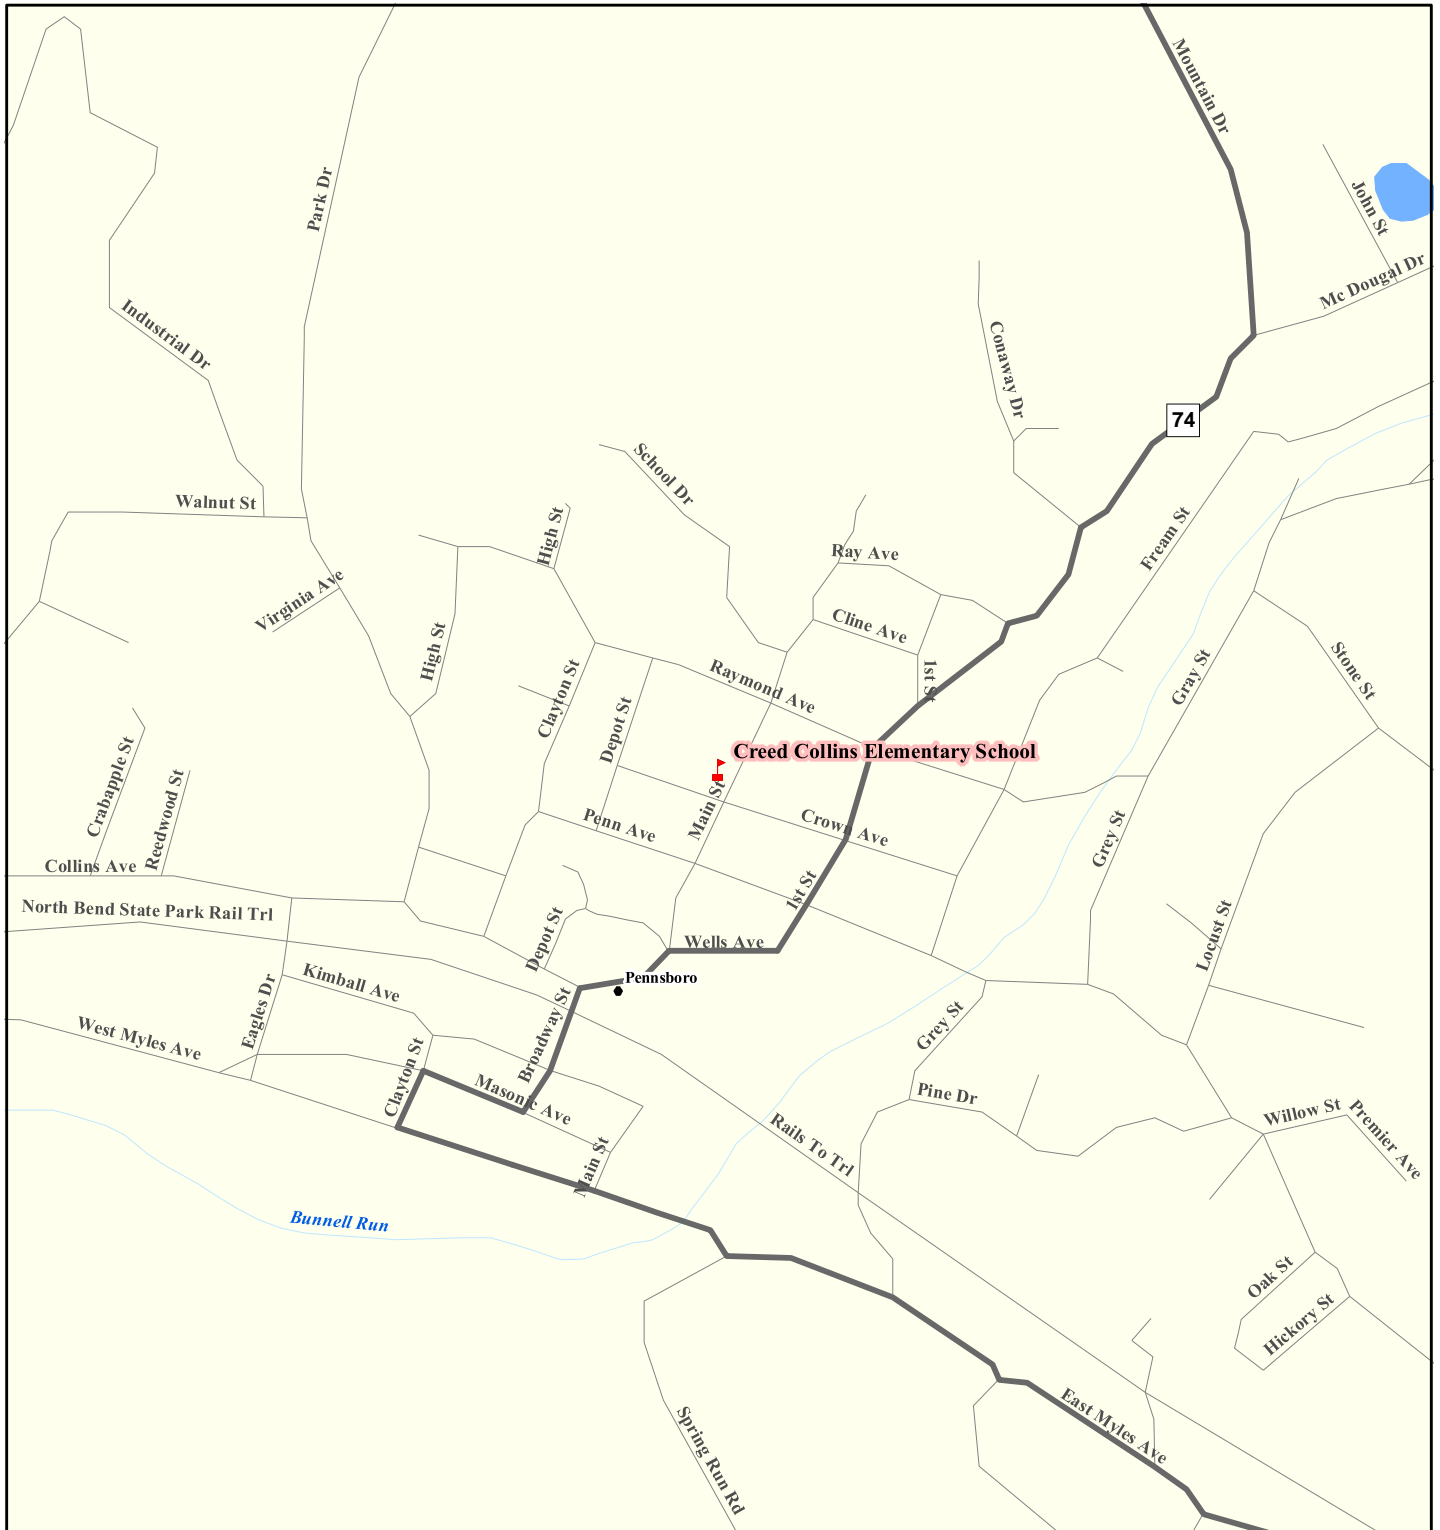 Mountain Dr
Park Dr
John St
Mc Dougal Dr
Industrial Dr
Conaway Dr
74
School Dr
Walnut St
High St
Fream St
Ray Ave
Virginia Ave
Cline Ave
High St
Stone St
Gray St
1st St
Raymond Ave
Clayton St
Depot St
Creed Collins Elementary School
Crabapple St
Reedwood St
Main St
Penn Ave
Crown Ave
Grey St
Collins Ave
1st St
North Bend State Park Rail Trl
Depot St
Wells Ave
Locust St
Pennsboro
Kimball Ave
Eagles Dr
Broadway St
Grey St
West Myles Ave
Clayton St
Masonic Ave
Pine Dr
Willow St
Premier Ave
Rails To Trl
Main St
Bunnell Run
Oak St
Hickory St
East Myles Ave
Spring Run Rd